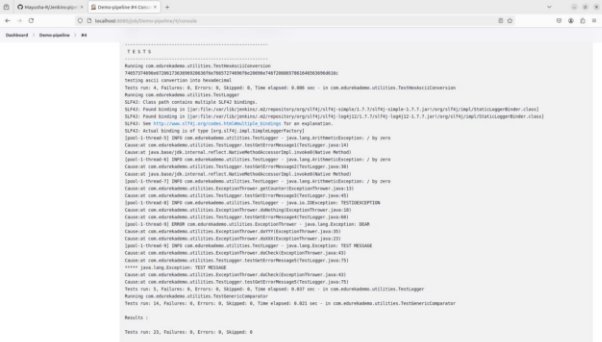 Mayusha-R/Jenkins-pipe
Demo-pipeline #4 Conso
localhost:8080/job/Demo-pipeline/4/console
Dashboard > Demo-pipeline > #4
T E S T S
Running com.edurekademo.utilities.TestHexAsciiConversion
testing ascii convertion into hexadecimal
Tests run: 4, Failures: 0, Errors: 0, Skipped: 0, Time elapsed: 0.006 sec - in com.edurekademo.utilities.TestHexAsciiConversion
Running com.edurekademo.utilities.TestLogger
SLF4J: Class path contains multiple SLF4J bindings.
SLF4J: Found binding in [jar:file:/var/lib/jenkins/.m2/repository/org/slf4j/slf4j-simple/1.7.7/slf4j-simple-1.7.7.jar!/org/slf4j/impl/StaticLoggerBinder.class]
SLF4J: Found binding in [jar:file:/var/lib/jenkins/.m2/repository/org/slf4j/slf4j-log4j12/1.7.7/slf4j-log4j12-1.7.7.jar!/org/slf4j/impl/StaticLoggerBinder.class]
SLF4J: See http://www.slf4j.org/codes.html#multiple_bindings for an explanation.
SLF4J: Actual binding is of type [org.slf4j.impl.SimpleLoggerFactory]
[pool-1-thread-5] INFO com.edurekademo.utilities.TestLogger - java.lang.ArithmeticException: / by zero
Cause:at com.edurekademo.utilities.TestLogger.testGetErrorMessage(TestLogger.java:14)
Cause:at java.base/jdk.internal.reflect.NativeMethodAccessorImpl.invoke0(Native Method)
[pool-1-thread-6] INFO com.edurekademo.utilities.TestLogger - java.lang.ArithmeticException: / by zero
Cause:at com.edurekademo.utilities.TestLogger.testGetErrorMessage2(TestLogger.java:30)
Cause:at java.base/jdk.internal.reflect.NativeMethodAccessorImpl.invoke0(Native Method)
[pool-1-thread-7] INFO com.edurekademo.utilities.TestLogger - java.lang.ArithmeticException: / by zero
Cause:at com.edurekademo.utilities.ExceptionThrower.getCounter(ExceptionThrower.java:13)
Cause:at com.edurekademo.utilities.TestLogger.testGetErrorMessage3(TestLogger.java:45)
[pool-1-thread-8] INFO com.edurekademo.utilities.TestLogger - java.io.IOException: TESTIOEXCEPTION
Cause:at com.edurekademo.utilities.ExceptionThrower.doNothing(ExceptionThrower.java:18)
Cause:at com.edurekademo.utilities.TestLogger.testGetErrorMessage4(TestLogger.java:60)
[pool-1-thread-9] ERROR com.edurekademo.utilities.ExceptionThrower - java.lang.Exception: DEAR
Cause:at com.edurekademo.utilities.ExceptionThrower.doYYY(ExceptionThrower.java:35)
Cause:at com.edurekademo.utilities.ExceptionThrower.doXXX(ExceptionThrower.java:23)
[pool-1-thread-9] INFO com.edurekademo.utilities.TestLogger - java.lang.Exception: TEST MESSAGE
Cause:at com.edurekademo.utilities.ExceptionThrower.doCheck(ExceptionThrower.java:43)
Cause:at com.edurekademo.utilities.TestLogger.testGetErrorMessage5(TestLogger.java:75)
***** java.lang.Exception: TEST MESSAGE
Cause:at com.edurekademo.utilities.ExceptionThrower.doCheck(ExceptionThrower.java:43)
Cause:at com.edurekademo.utilities.TestLogger.testGetErrorMessage5(TestLogger.java:75)
Tests run: 5, Failures: 0, Errors: 0, Skipped: 0, Time elapsed: 0.037 sec - in com.edurekademo.utilities.TestLogger
Running com.edurekademo.utilities.TestGenericComparator
Tests run: 14, Failures: 0, Errors: 0, Skipped: 0, Time elapsed: 0.021 sec - in com.edurekademo.utilities.TestGenericComparator
Results :
Tests run: 23, Failures: 0, Errors: 0, Skipped: 0